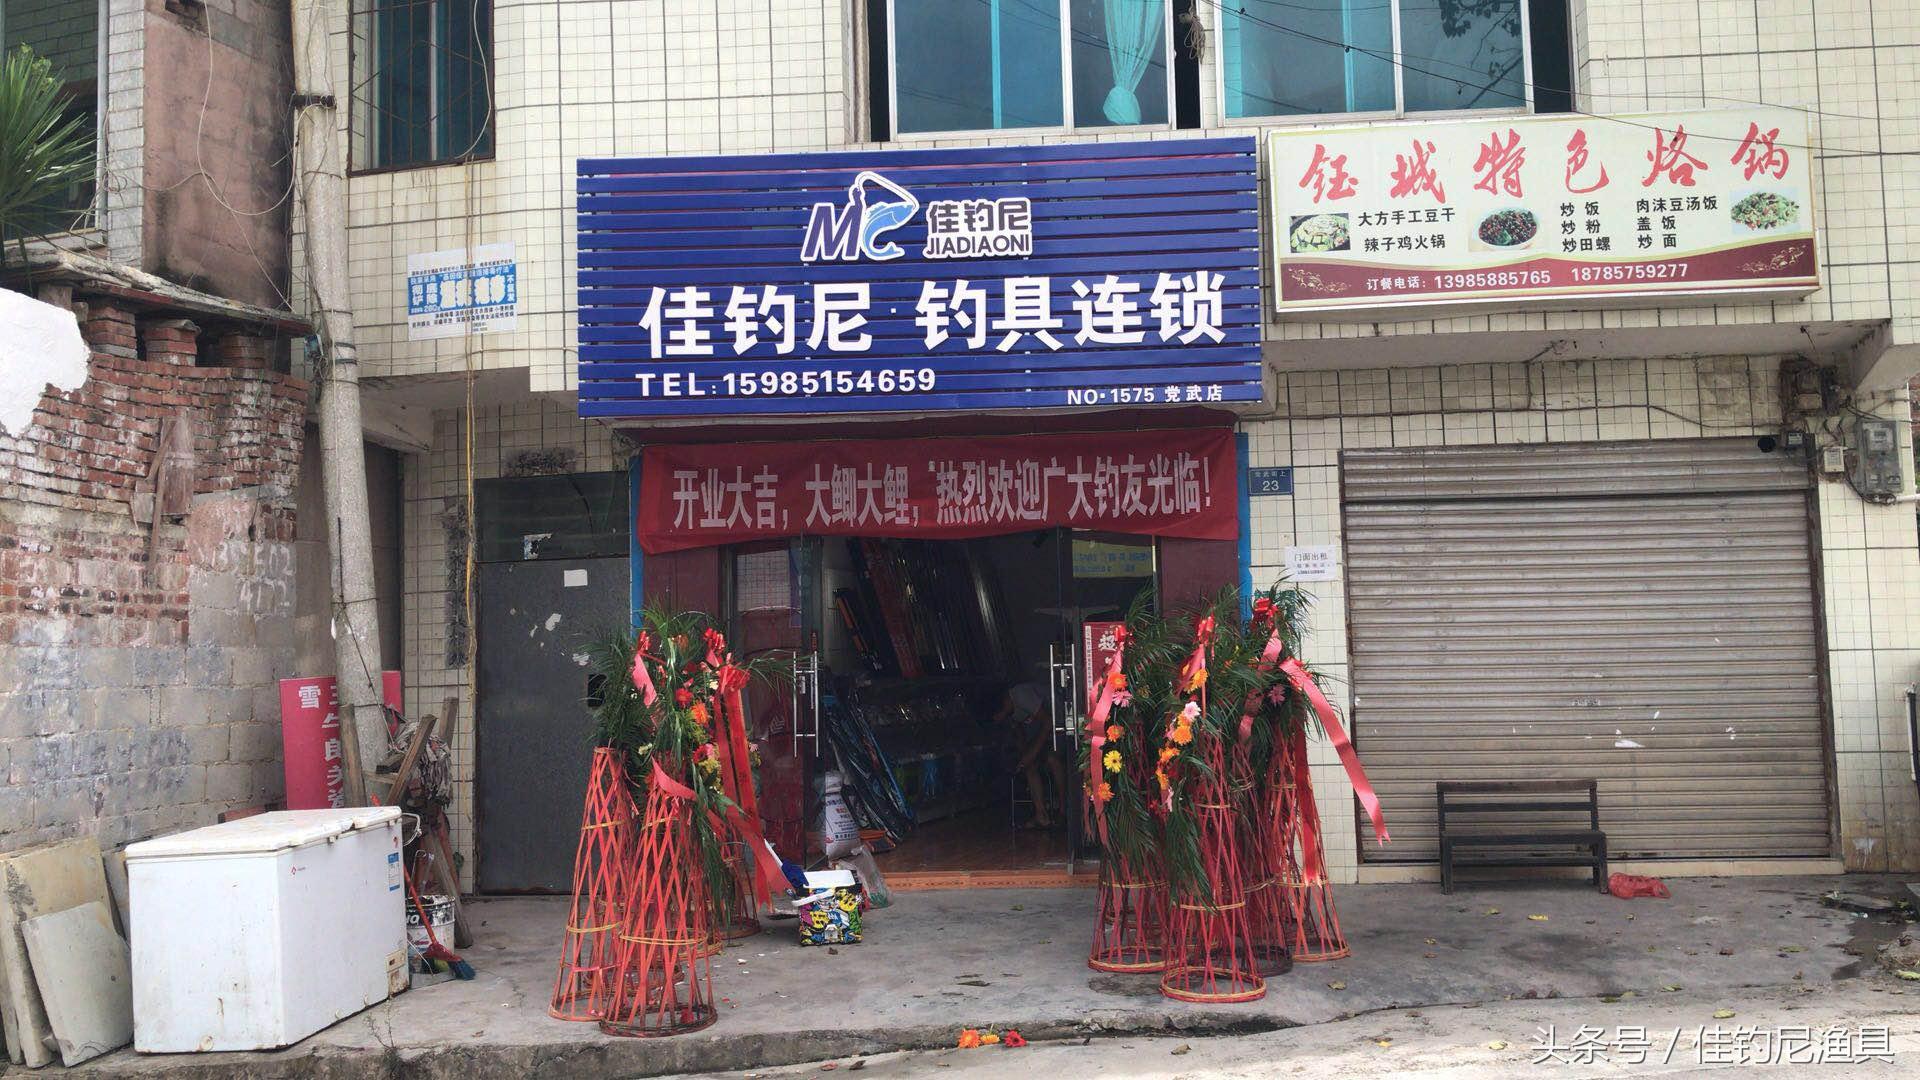 MC 佳钓尼
JIADIAONI
佳钓尼·钓具连锁
TEL:15985154659
NO·1575 党武店
钰城特色烙锅
大方手工豆干
辣子鸡火锅
炒饭 肉沫豆汤饭
炒粉 盖饭
炒田螺 炒面
订餐电话:13985885765 18785759277
开业大吉，大鲫大鲤，热烈欢迎广大钓友光临！
23
门面出租
超
雪
头条号 / 佳钓尼渔具